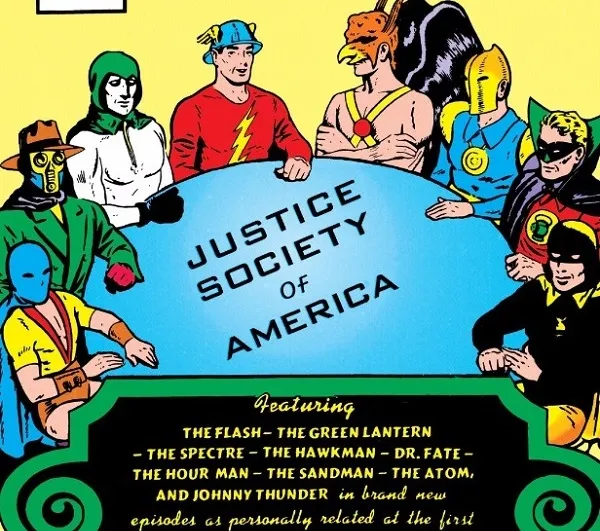 JUSTICE
SOCIETY
OF
AMERICA
Featuring
THE FLASH – THE GREEN LANTERN
– THE SPECTRE – THE HAWKMAN – DR. FATE –
THE HOUR MAN – THE SANDMAN – THE ATOM,
AND JOHNNY THUNDER in brand new
episodes as personally related at the first